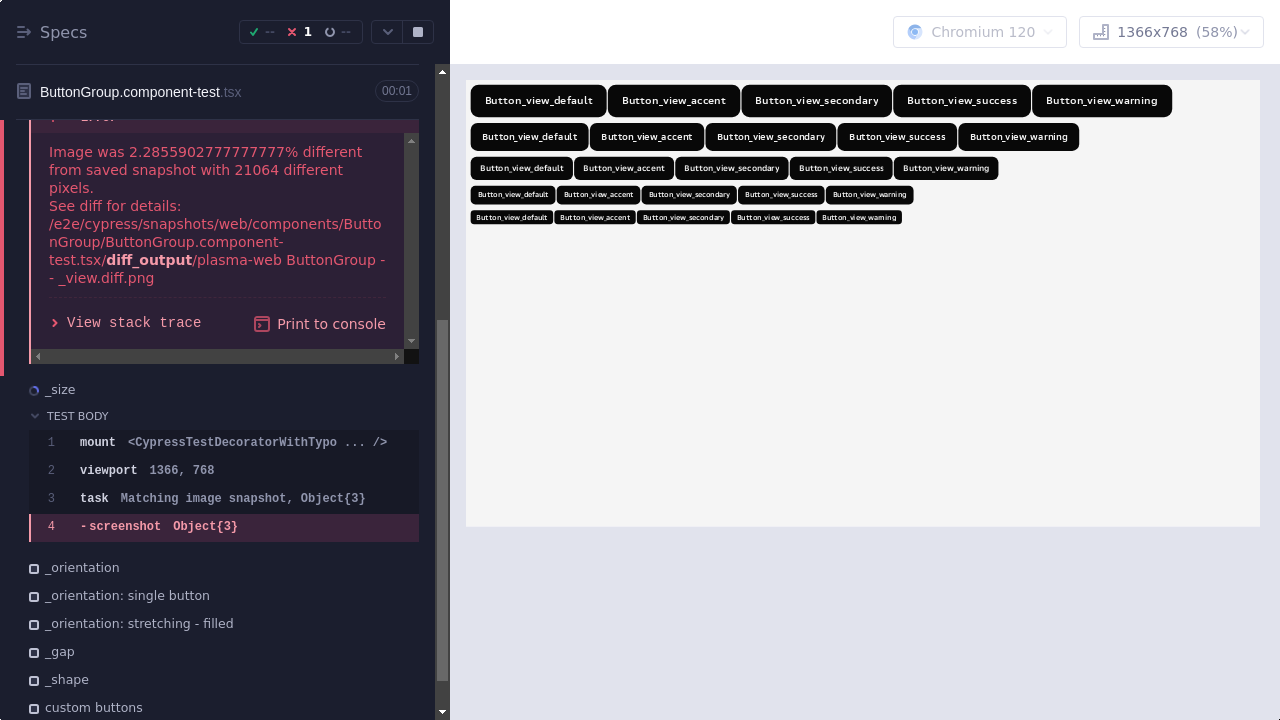 Specs
-- 1 --
Chromium 120
1366x768 (58%)
ButtonGroup.component-test.tsx
00:01
Image was 2.2855902777777777% different
from saved snapshot with 21064 different
pixels.
See diff for details:
/e2e/cypress/snapshots/web/components/Butto
nGroup/ButtonGroup.component-
test.tsx/diff_output/plasma-web ButtonGroup -
- _view.diff.png
View stack trace
Print to console
_size
TEST BODY
1 mount <CypressTestDecoratorWithTypo ... />
2 viewport 1366, 768
3 task Matching image snapshot, Object{3}
4 -screenshot Object{3}
_orientation
_orientation: single button
_orientation: stretching - filled
_gap
_shape
custom buttons
Button_view_default Button_view_accent Button_view_secondary Button_view_success Button_view_warning
Button_view_default Button_view_accent Button_view_secondary Button_view_success Button_view_warning
Button_view_default Button_view_accent Button_view_secondary Button_view_success Button_view_warning
Button_view_default Button_view_accent Button_view_secondary Button_view_success Button_view_warning
Button_view_default Button_view_accent Button_view_secondary Button_view_success Button_view_warning